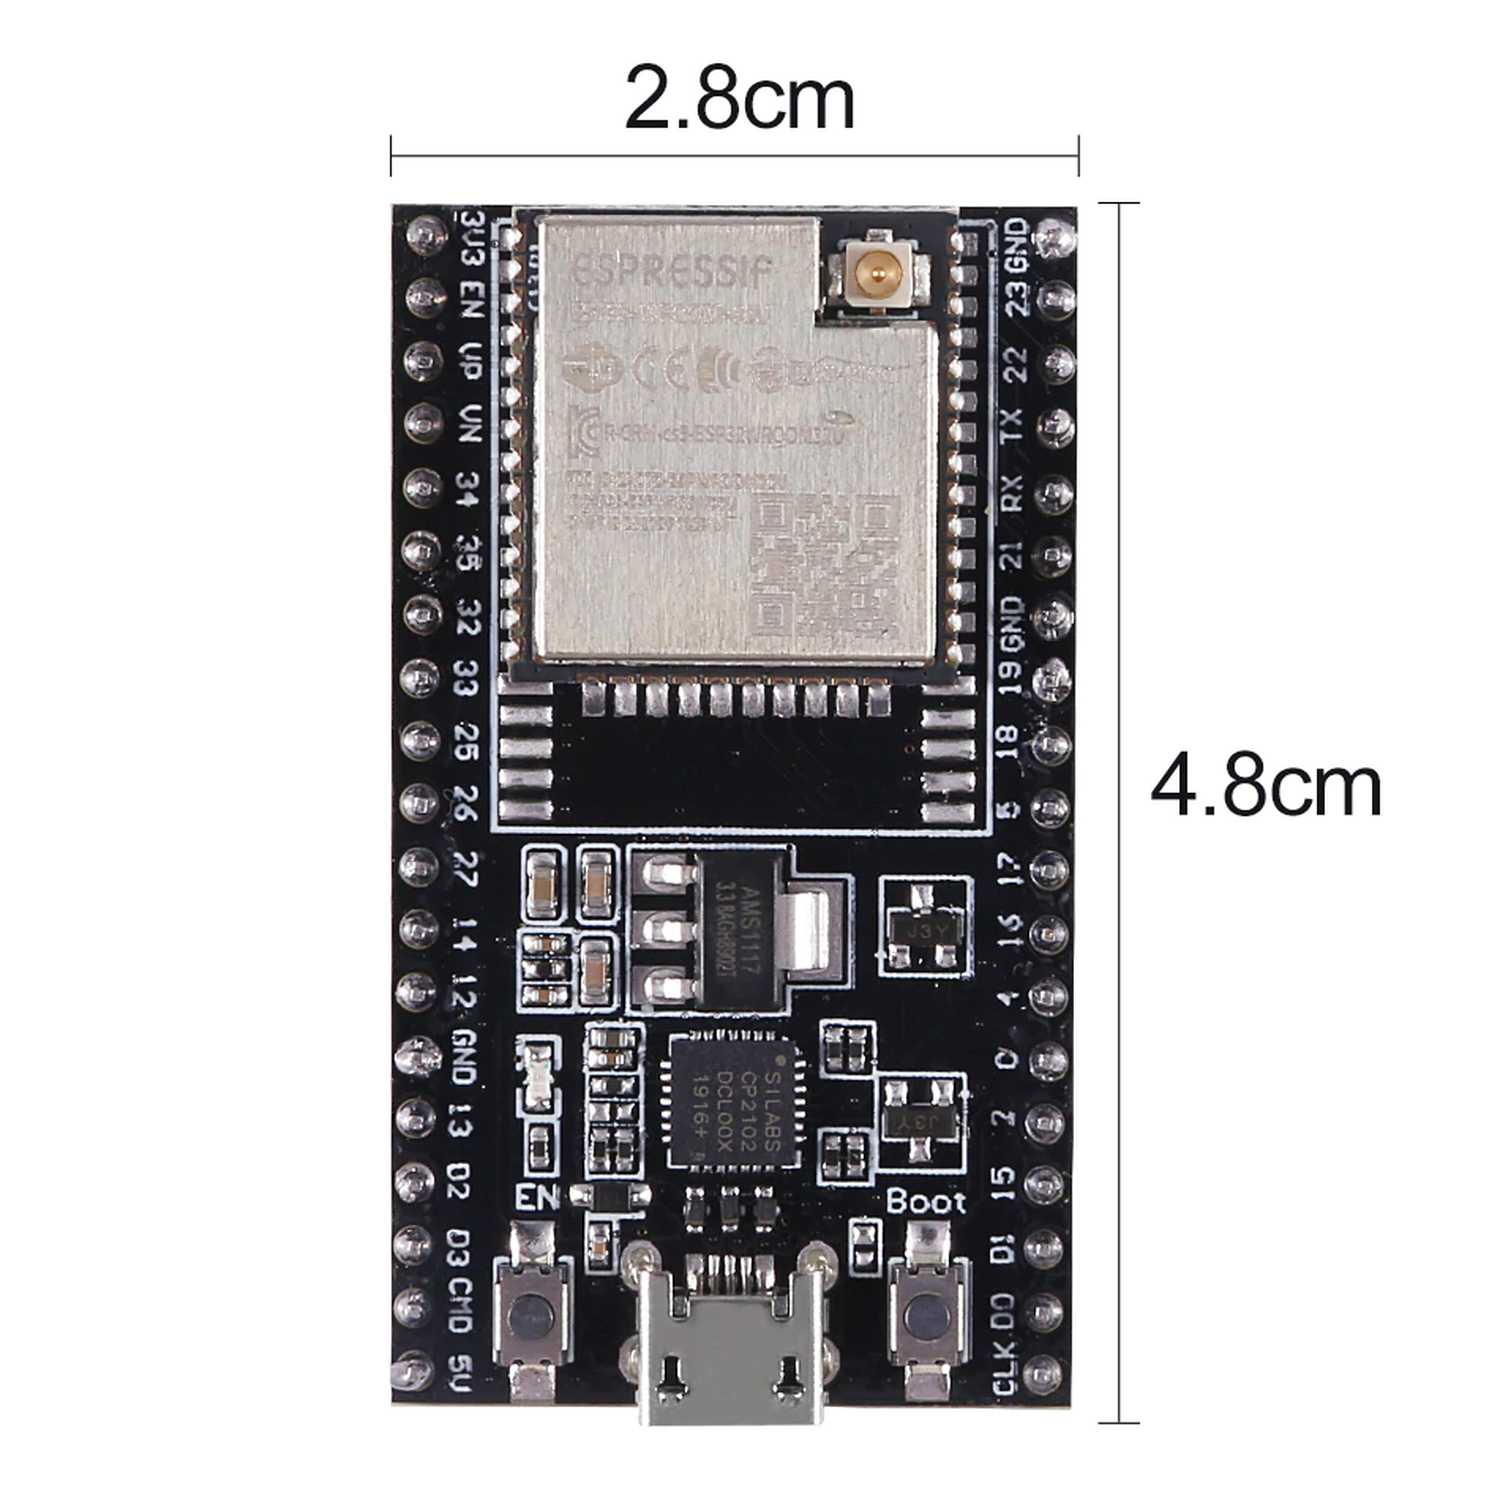 2.8cm
4.8cm
3V3
EN
VP
VN
34
35
32
33
25
26
27
14
12
GND
13
D2
D3
CMD
5V
GND
23
22
TX
RX
21
GND
19
18
5
17
16
4
0
2
15
D1
D0
CLK
ESPRESSIF
AMS1117
J3Y
SILABS
CP2102
DCL00X
1916+
J3Y
EN
Boot